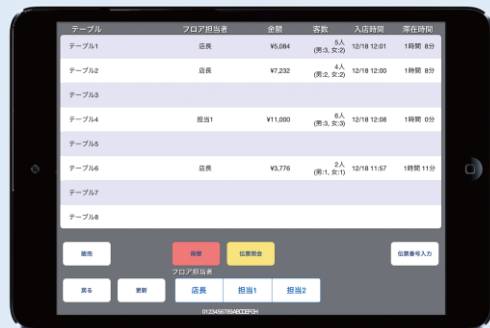 テーブル フロア担当者 金額 客数 入店時間 滞在時間
テーブル1 店長 ¥5,084 5人 (男:3, 女:2) 12/18 12:01 1時間 8分
テーブル2 店長 ¥7,232 4人 (男:2, 女:2) 12/18 12:00 1時間 8分
テーブル3
テーブル4 担当1 ¥11,000 6人 (男:3, 女:3) 12/18 12:08 1時間 0分
テーブル5
テーブル6 店長 ¥3,776 2人 (男:1, 女:1) 12/18 11:57 1時間 11分
テーブル7
テーブル8
販売 精算 伝票照会 伝票番号入力
フロア担当者
戻る 更新 店長 担当1 担当2
0123456789ABCDEFGH